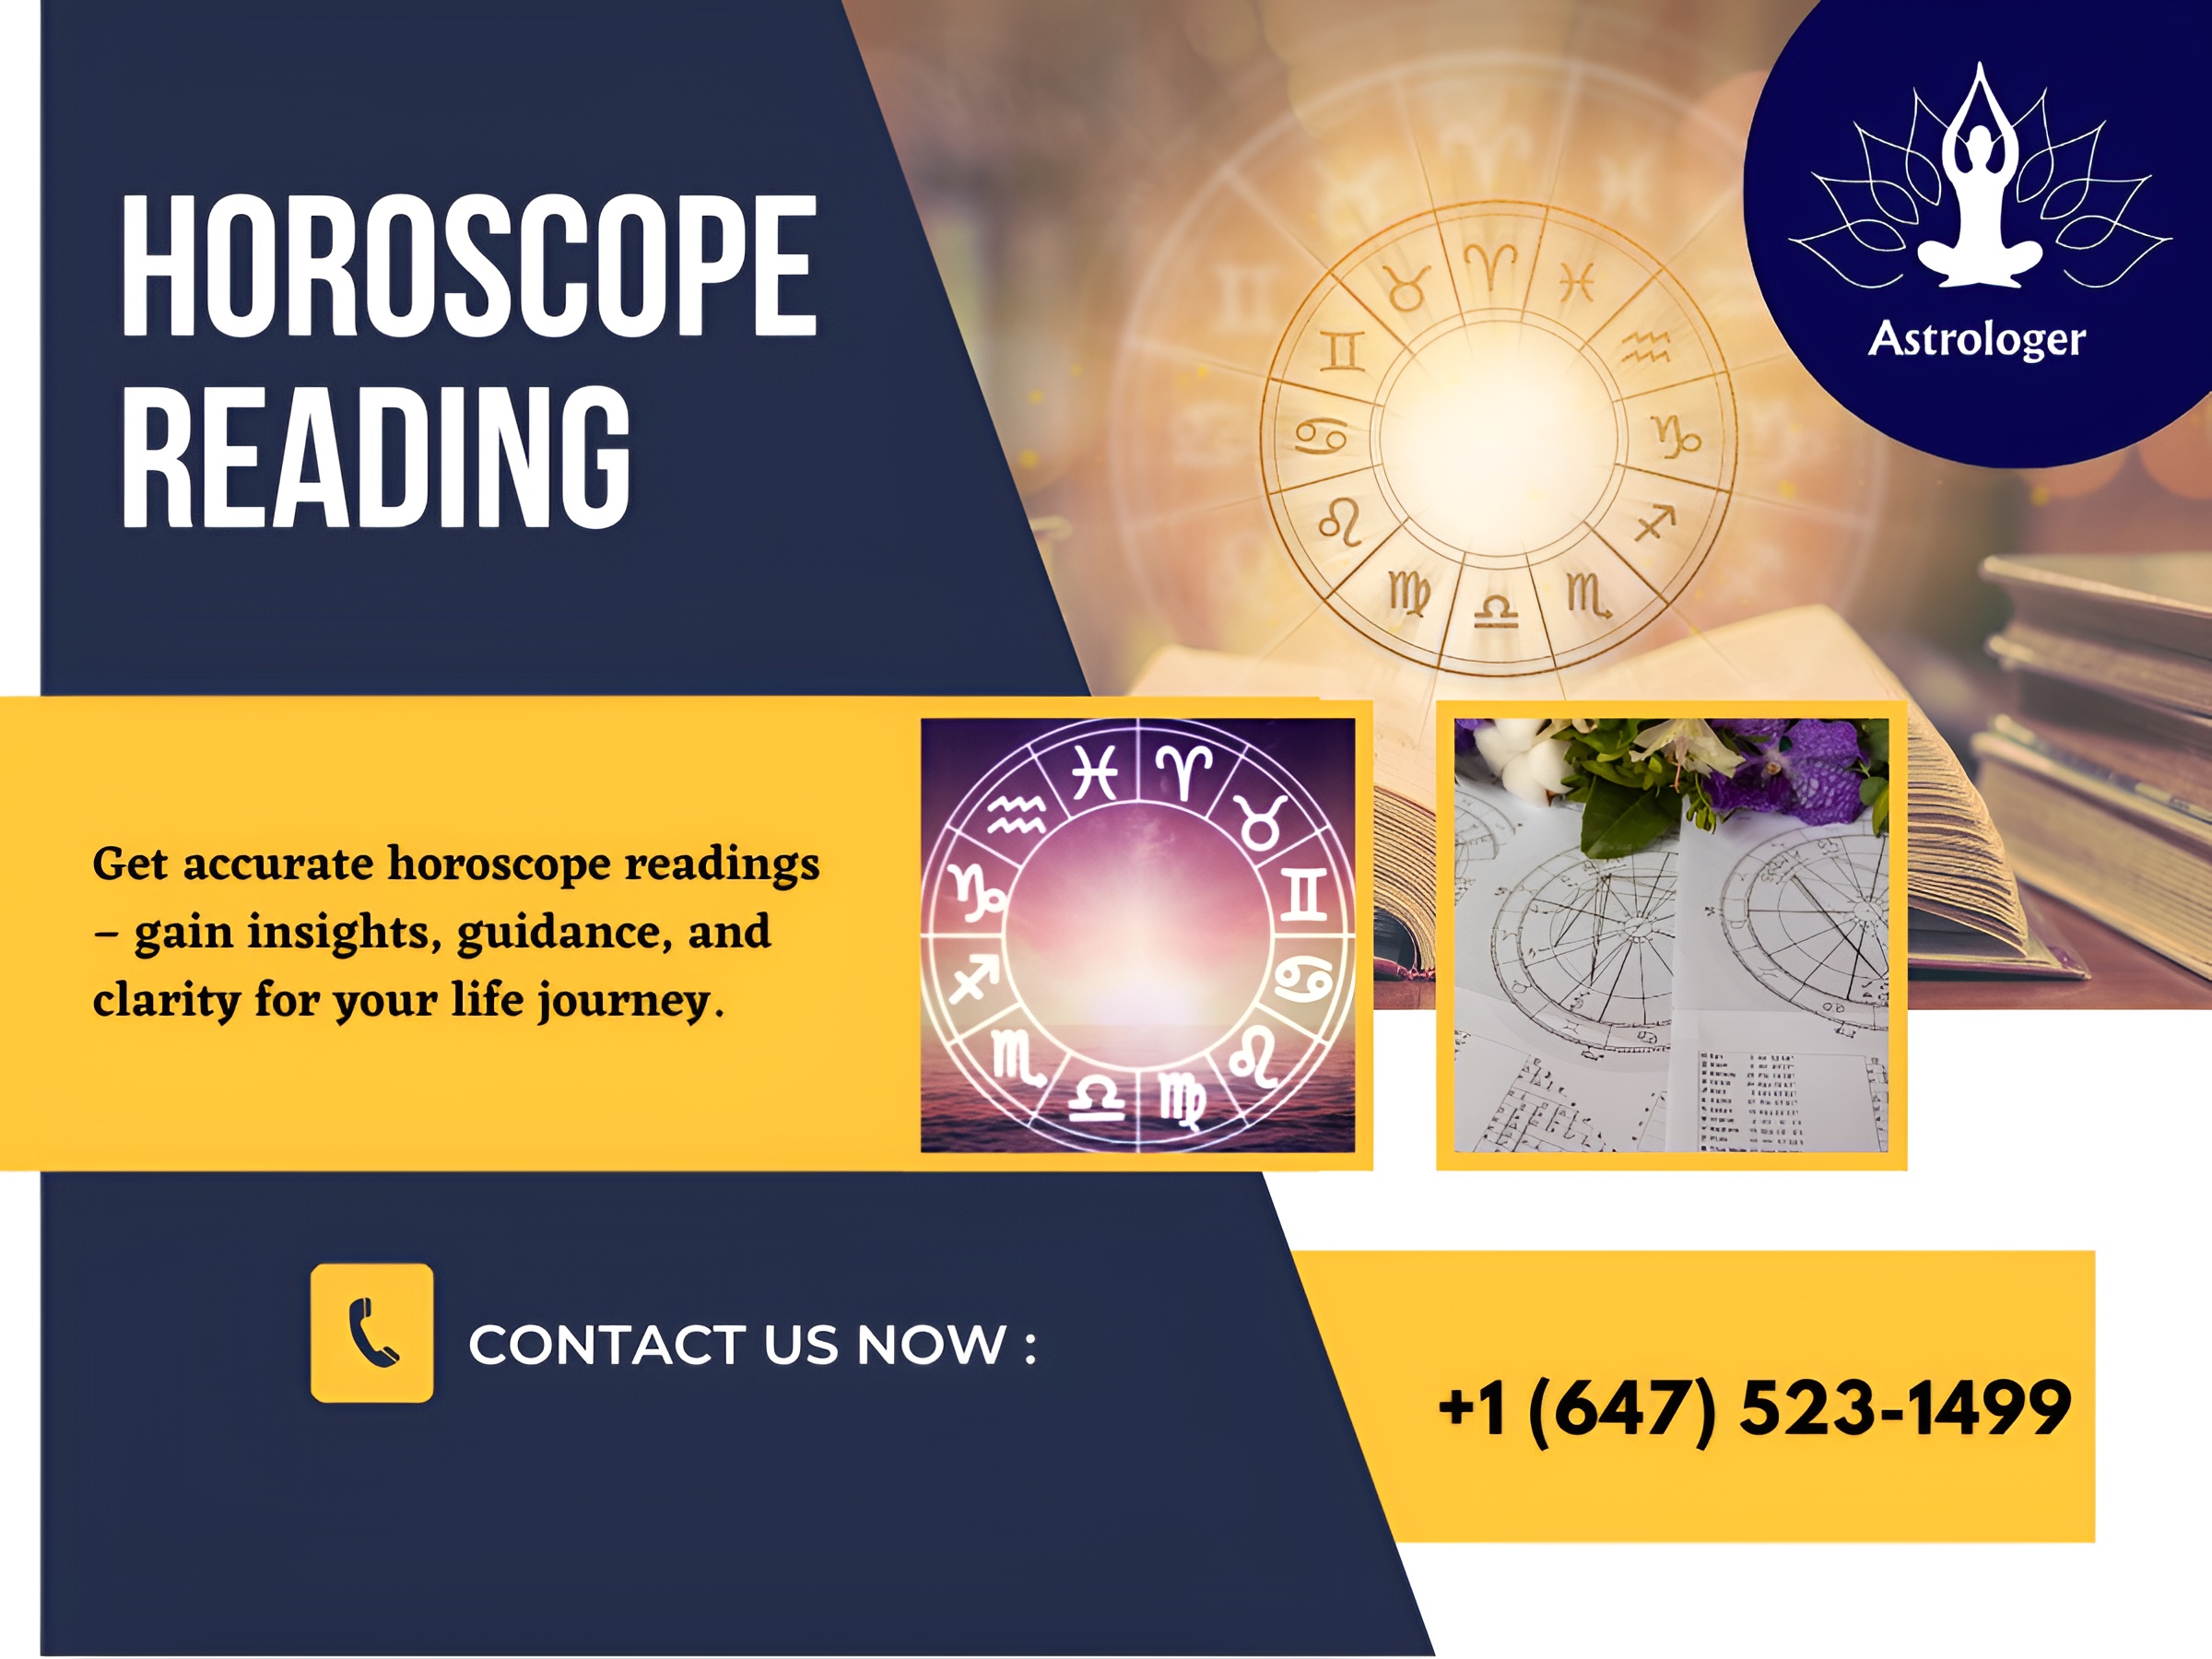 HOROSCOPE
READING
Astrologer
Get accurate horoscope readings
– gain insights, guidance, and
clarity for your life journey.
CONTACT US NOW :
+1 (647) 523-1499